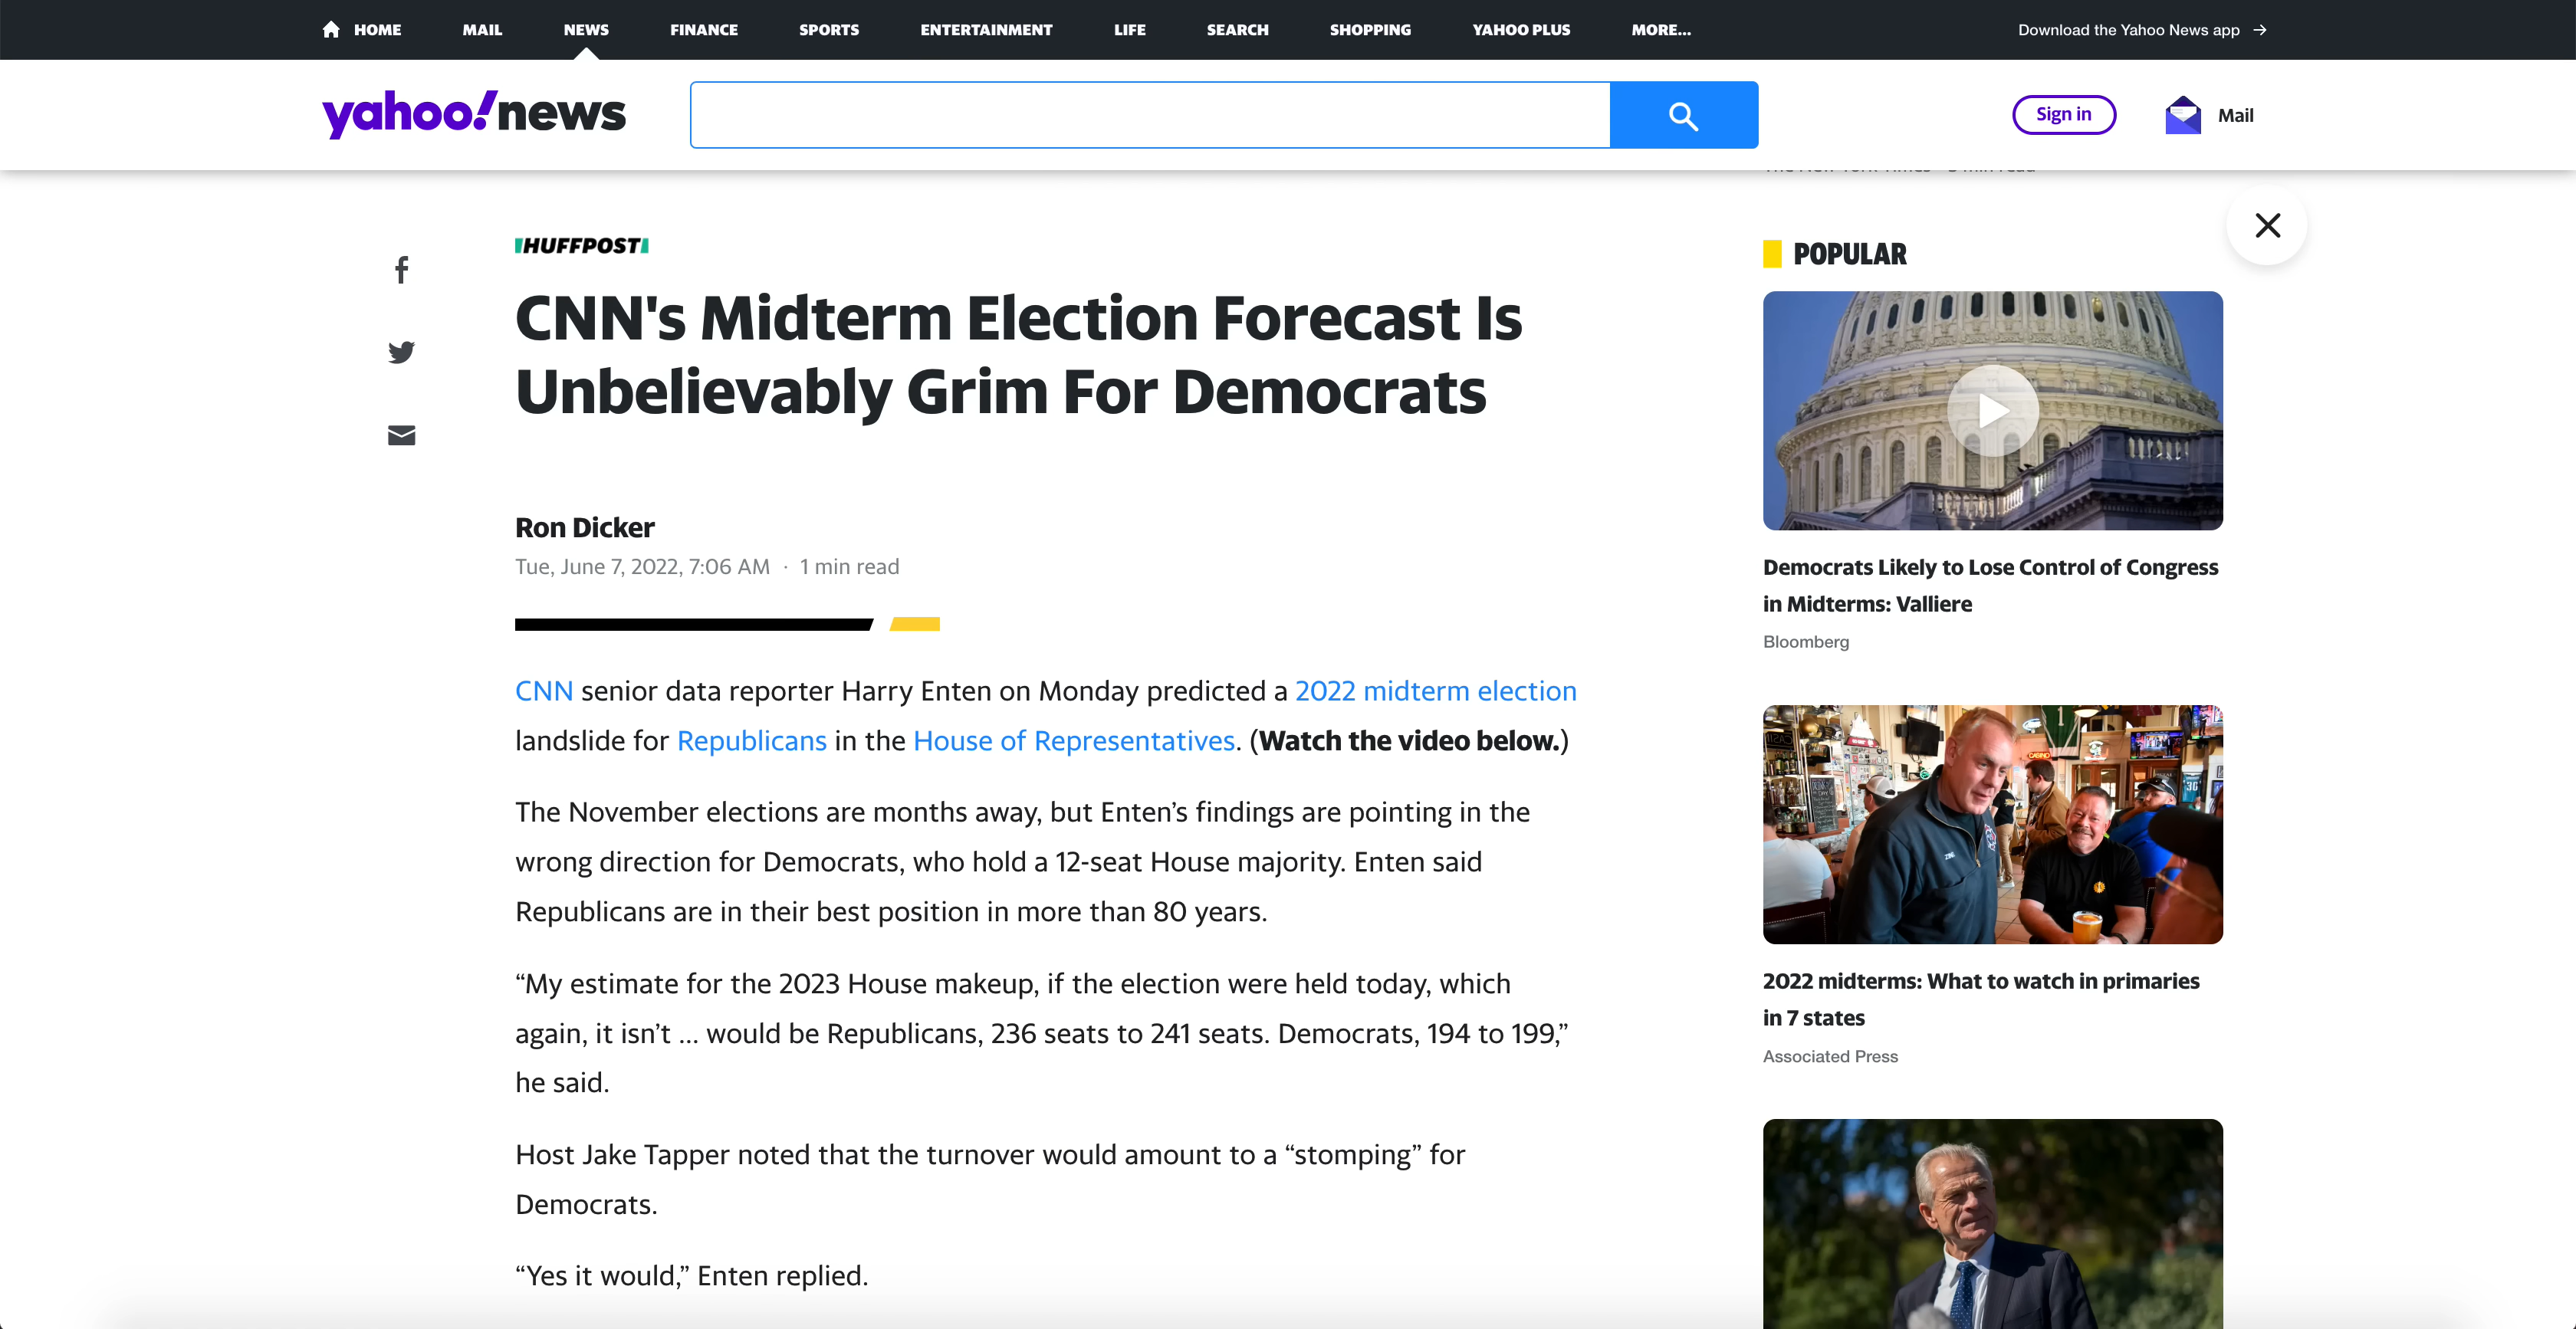 HOME MAIL NEWS FINANCE SPORTS ENTERTAINMENT LIFE SEARCH SHOPPING YAHOO PLUS MORE... Download the Yahoo News app →
yahoo!news
Sign in
Mail
HUFFPOST
CNN's Midterm Election Forecast Is
Unbelievably Grim For Democrats
Ron Dicker
Tue, June 7, 2022, 7:06 AM · 1 min read
CNN senior data reporter Harry Enten on Monday predicted a 2022 midterm election
landslide for Republicans in the House of Representatives. (Watch the video below.)
The November elections are months away, but Enten’s findings are pointing in the
wrong direction for Democrats, who hold a 12-seat House majority. Enten said
Republicans are in their best position in more than 80 years.
“My estimate for the 2023 House makeup, if the election were held today, which
again, it isn’t ... would be Republicans, 236 seats to 241 seats. Democrats, 194 to 199,”
he said.
Host Jake Tapper noted that the turnover would amount to a “stomping” for
Democrats.
“Yes it would,” Enten replied.
POPULAR
Democrats Likely to Lose Control of Congress
in Midterms: Valliere
Bloomberg
2022 midterms: What to watch in primaries
in 7 states
Associated Press